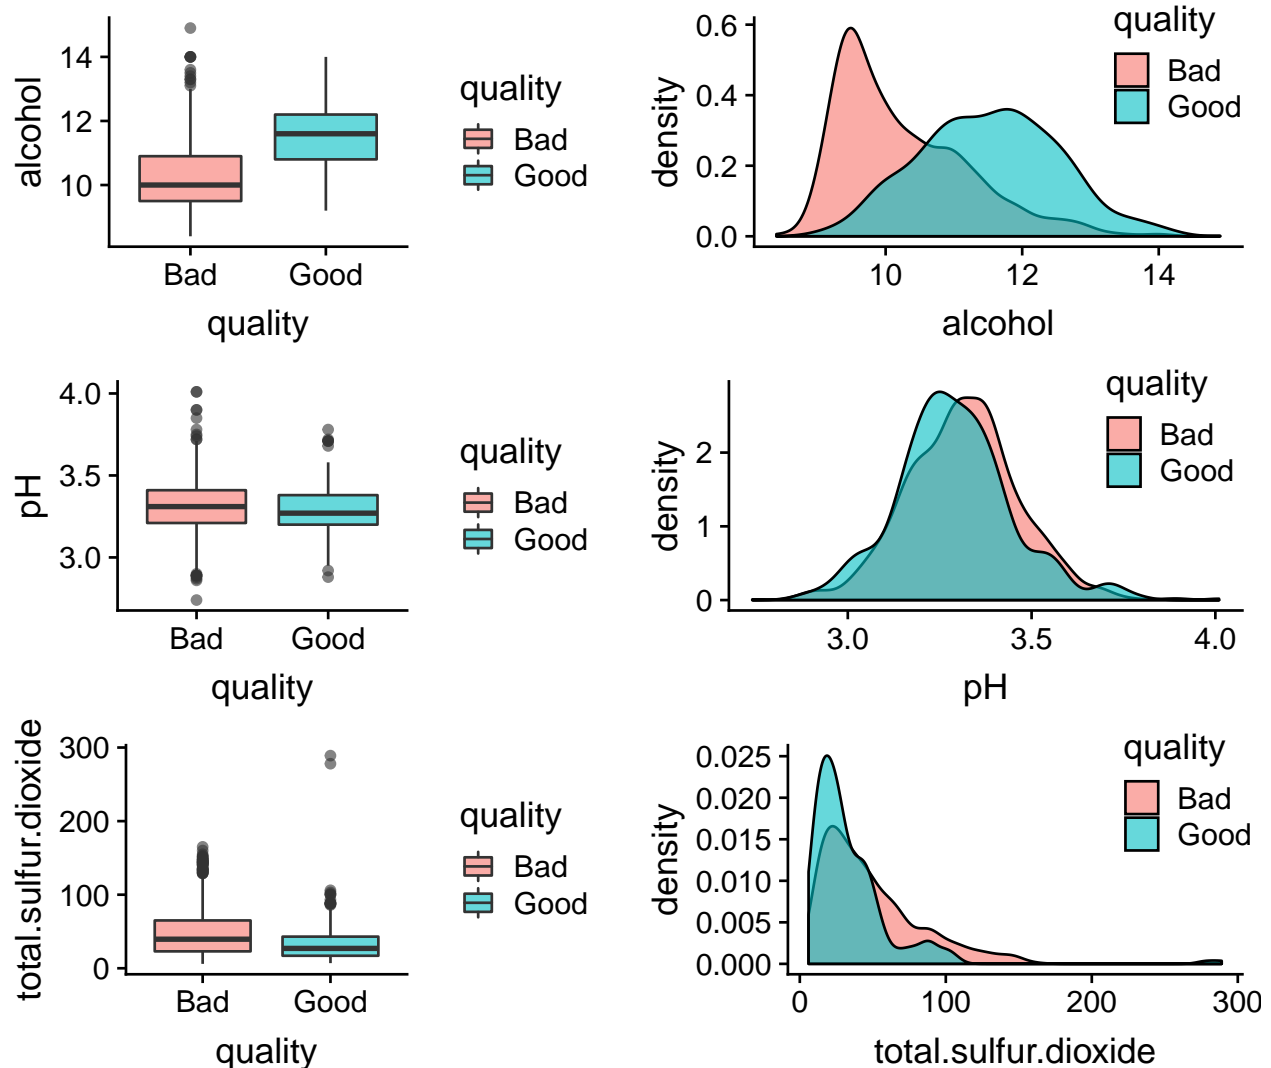 alcohol
14
12
10
Bad Good
quality
quality
Bad
Good
density
0.6
0.4
0.2
0.0
10 12 14
alcohol
quality
Bad
Good
pH
4.0
3.5
3.0
Bad Good
quality
quality
Bad
Good
density
2
1
0
3.0 3.5 4.0
pH
quality
Bad
Good
total.sulfur.dioxide
300
200
100
0
Bad Good
quality
quality
Bad
Good
density
0.025
0.020
0.015
0.010
0.005
0.000
0 100 200 300
total.sulfur.dioxide
quality
Bad
Good